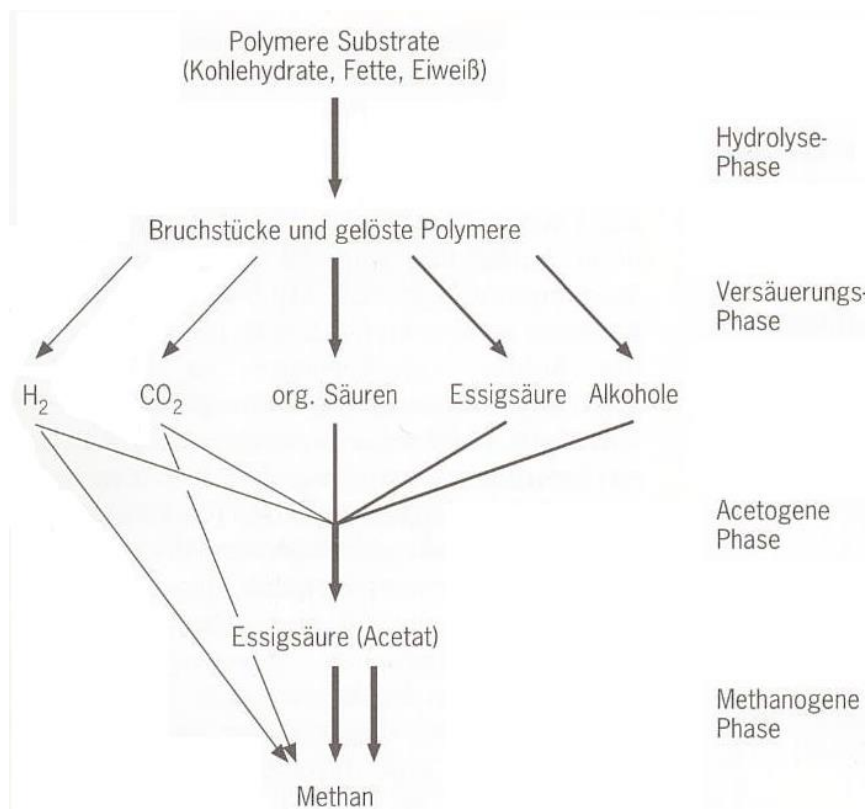 Polymere Substrate
(Kohlehydrate, Fette, Eiweiß)
Hydrolyse-
Phase
Bruchstücke und gelöste Polymere
Versäuerungs-
Phase
H₂ CO₂ org. Säuren Essigsäure Alkohole
Acetogene
Phase
Essigsäure (Acetat)
Methanogene
Phase
Methan